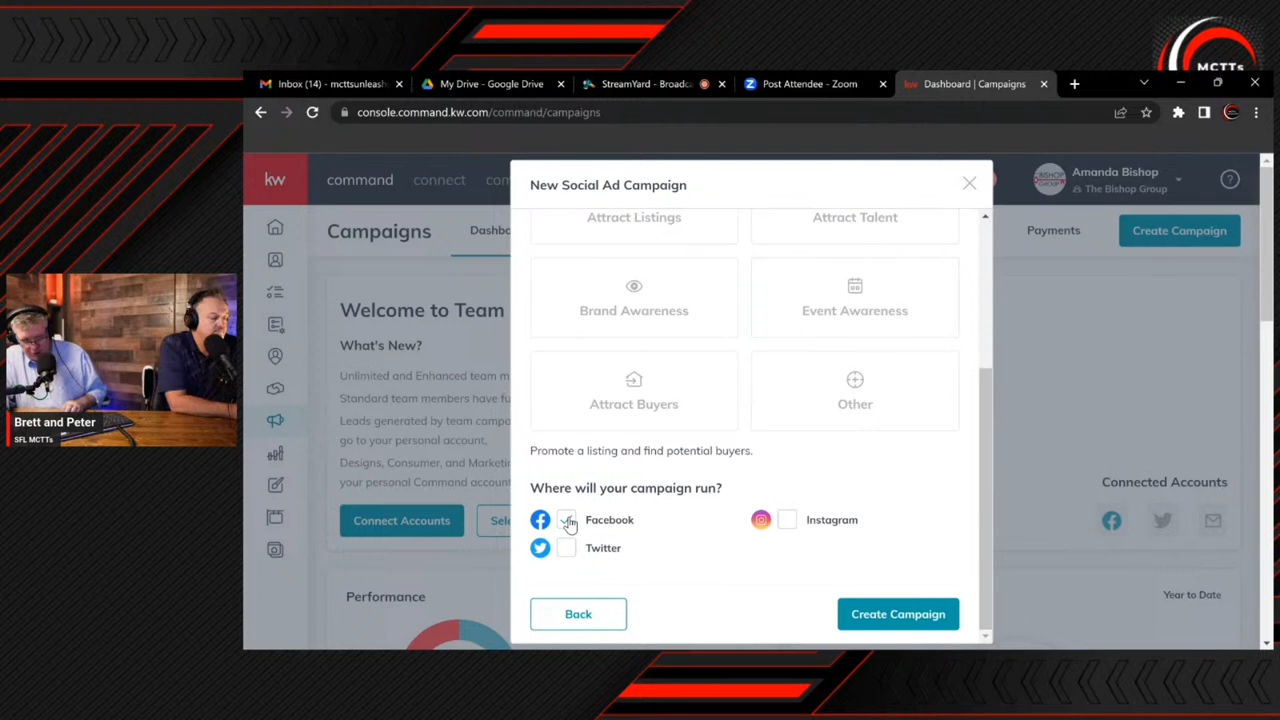 MCTTs
Inbox (14) - mcttsunleash
My Drive - Google Drive
StreamYard - Broadca
Post Attendee - Zoom
kw Dashboard | Campaigns
console.command.kw.com/command/campaigns
kw
command
connect
com
Amanda Bishop
The Bishop Group
New Social Ad Campaign
Campaigns
Dashbo
Payments
Create Campaign
Attract Listings
Attract Talent
Brand Awareness
Event Awareness
Attract Buyers
Other
Promote a listing and find potential buyers.
Where will your campaign run?
Facebook
Instagram
Twitter
Back
Create Campaign
Welcome to Team
What's New?
Unlimited and Enhanced team m
Standard team members have fu
Leads generated by team campa
go to your personal account,
Designs, Consumer, and Marketin
your personal Command accoun
Connect Accounts
Sele
Connected Accounts
Performance
Year to Date
Brett and Peter
SFL MCTTs